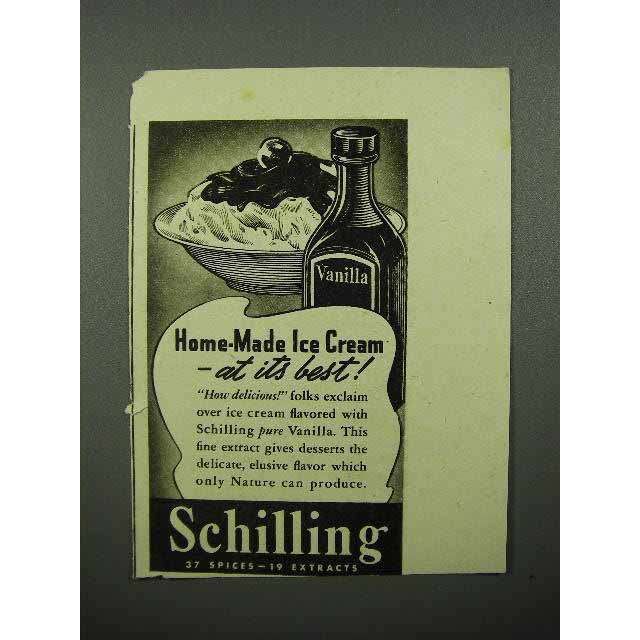 Vanilla
Home-Made Ice Cream
—at its best!
"How delicious!" folks exclaim
over ice cream flavored with
Schilling pure Vanilla. This
fine extract gives desserts the
delicate, elusive flavor which
only Nature can produce.
Schilling
37 SPICES—19 EXTRACTS